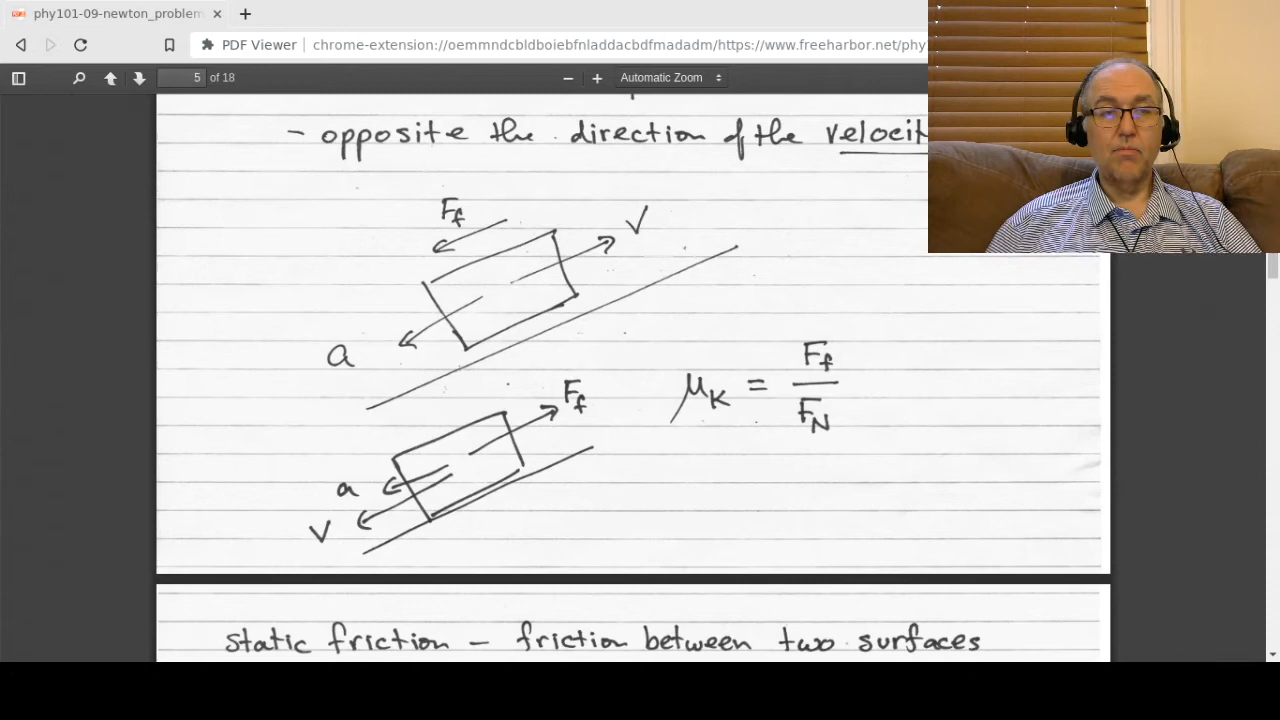 phy101-09-newton_problem
PDF Viewer
chrome-extension://oemmndcbldboiebfnladdacbdfmadadm/https://www.freeharbor.net/phy
5 of 18
Automatic Zoom
- opposite the direction of the velocit
Ff
V
a
Ff
μK = Ff / FN
a
V
static friction - friction between two surfaces